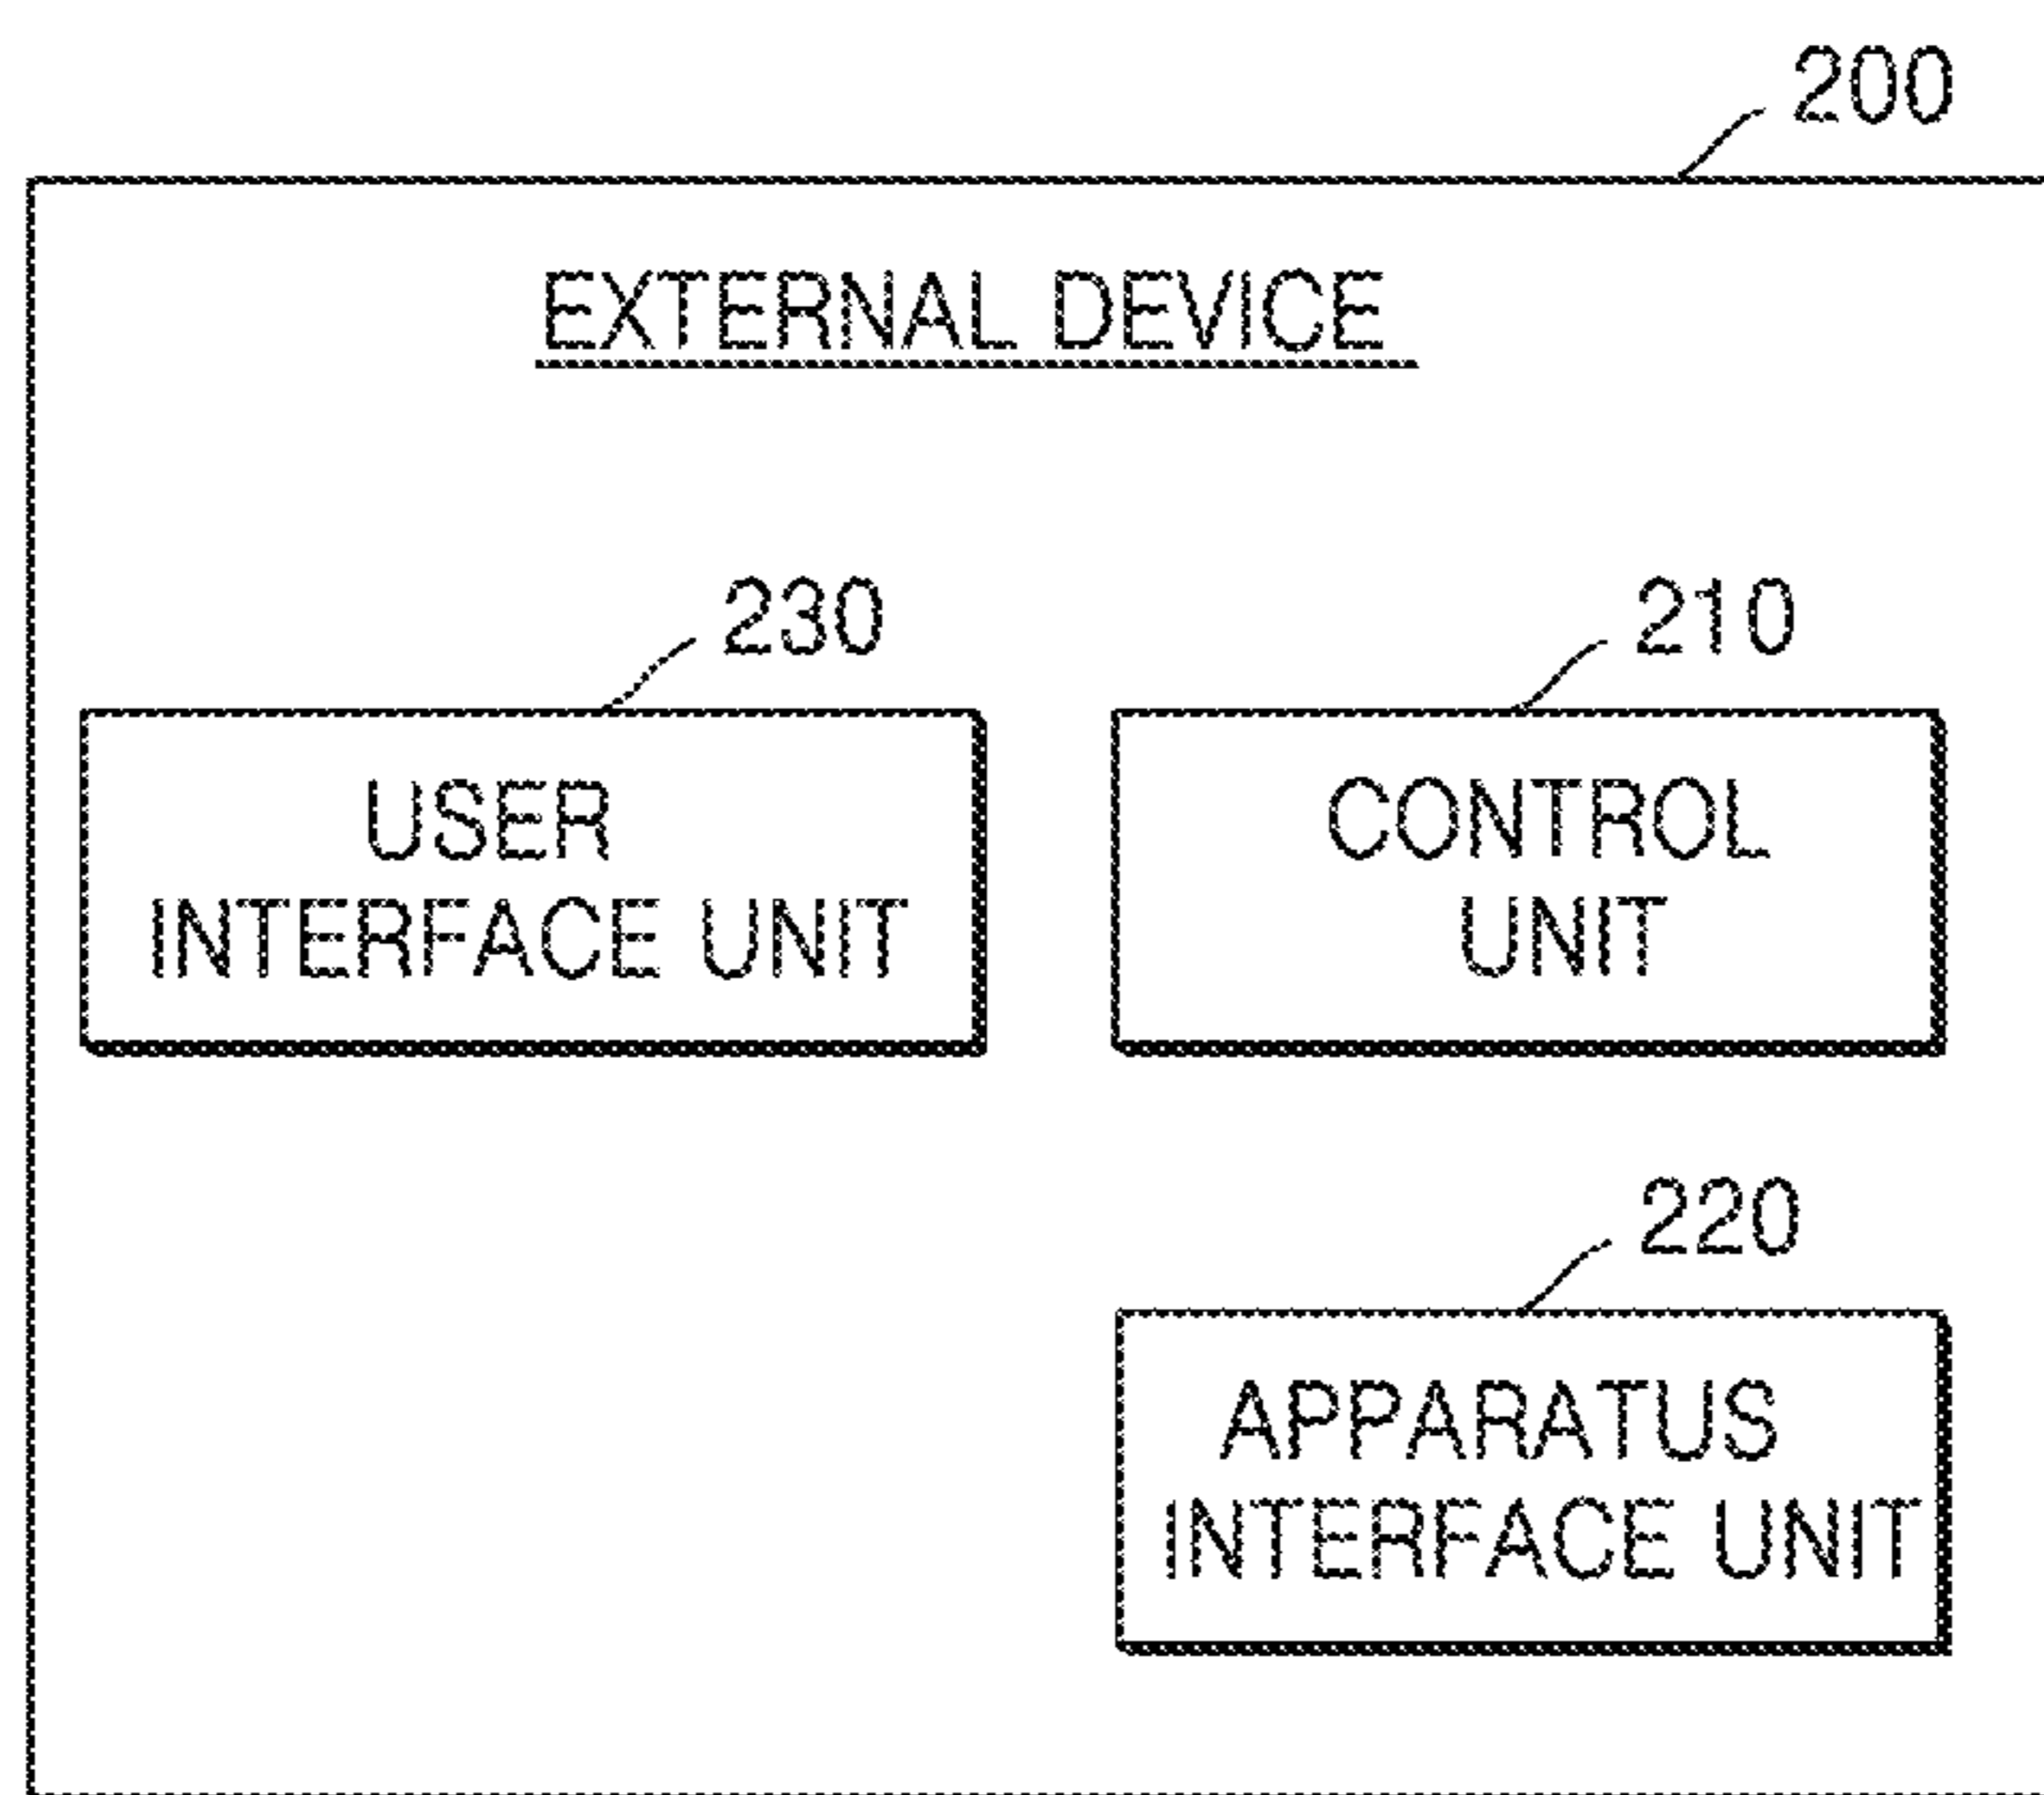 200
EXTERNAL DEVICE
230
210
USER
INTERFACE UNIT
CONTROL
UNIT
220
APPARATUS
INTERFACE UNIT